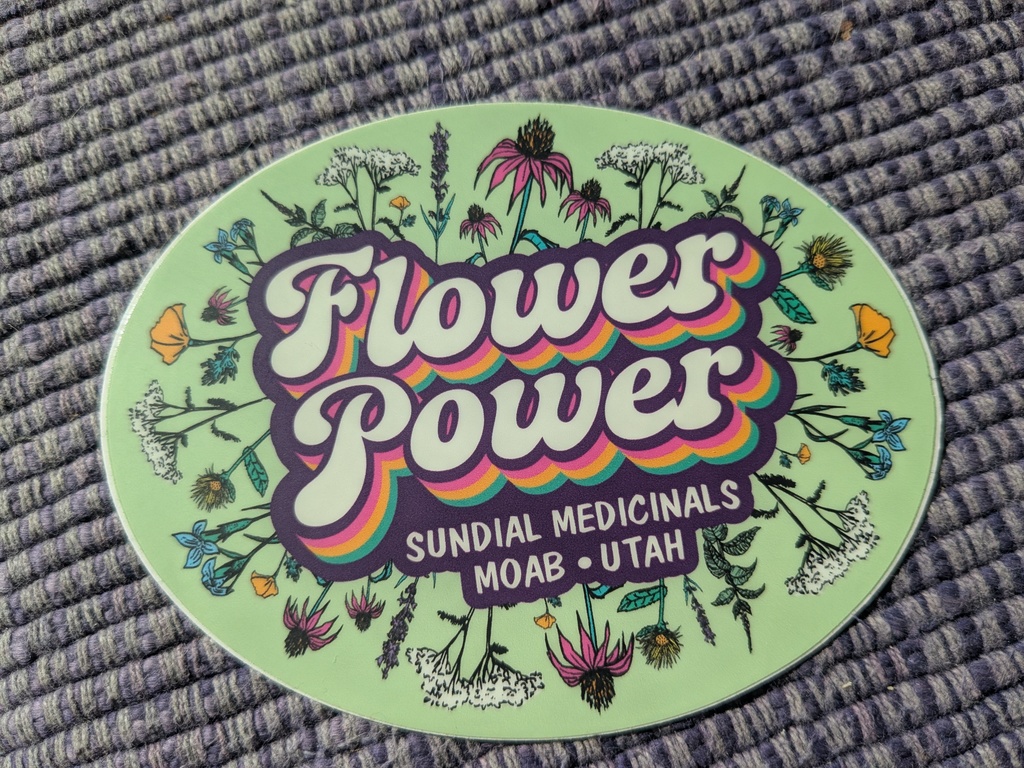 Flower
Power
SUNDIAL MEDICINALS
MOAB • UTAH